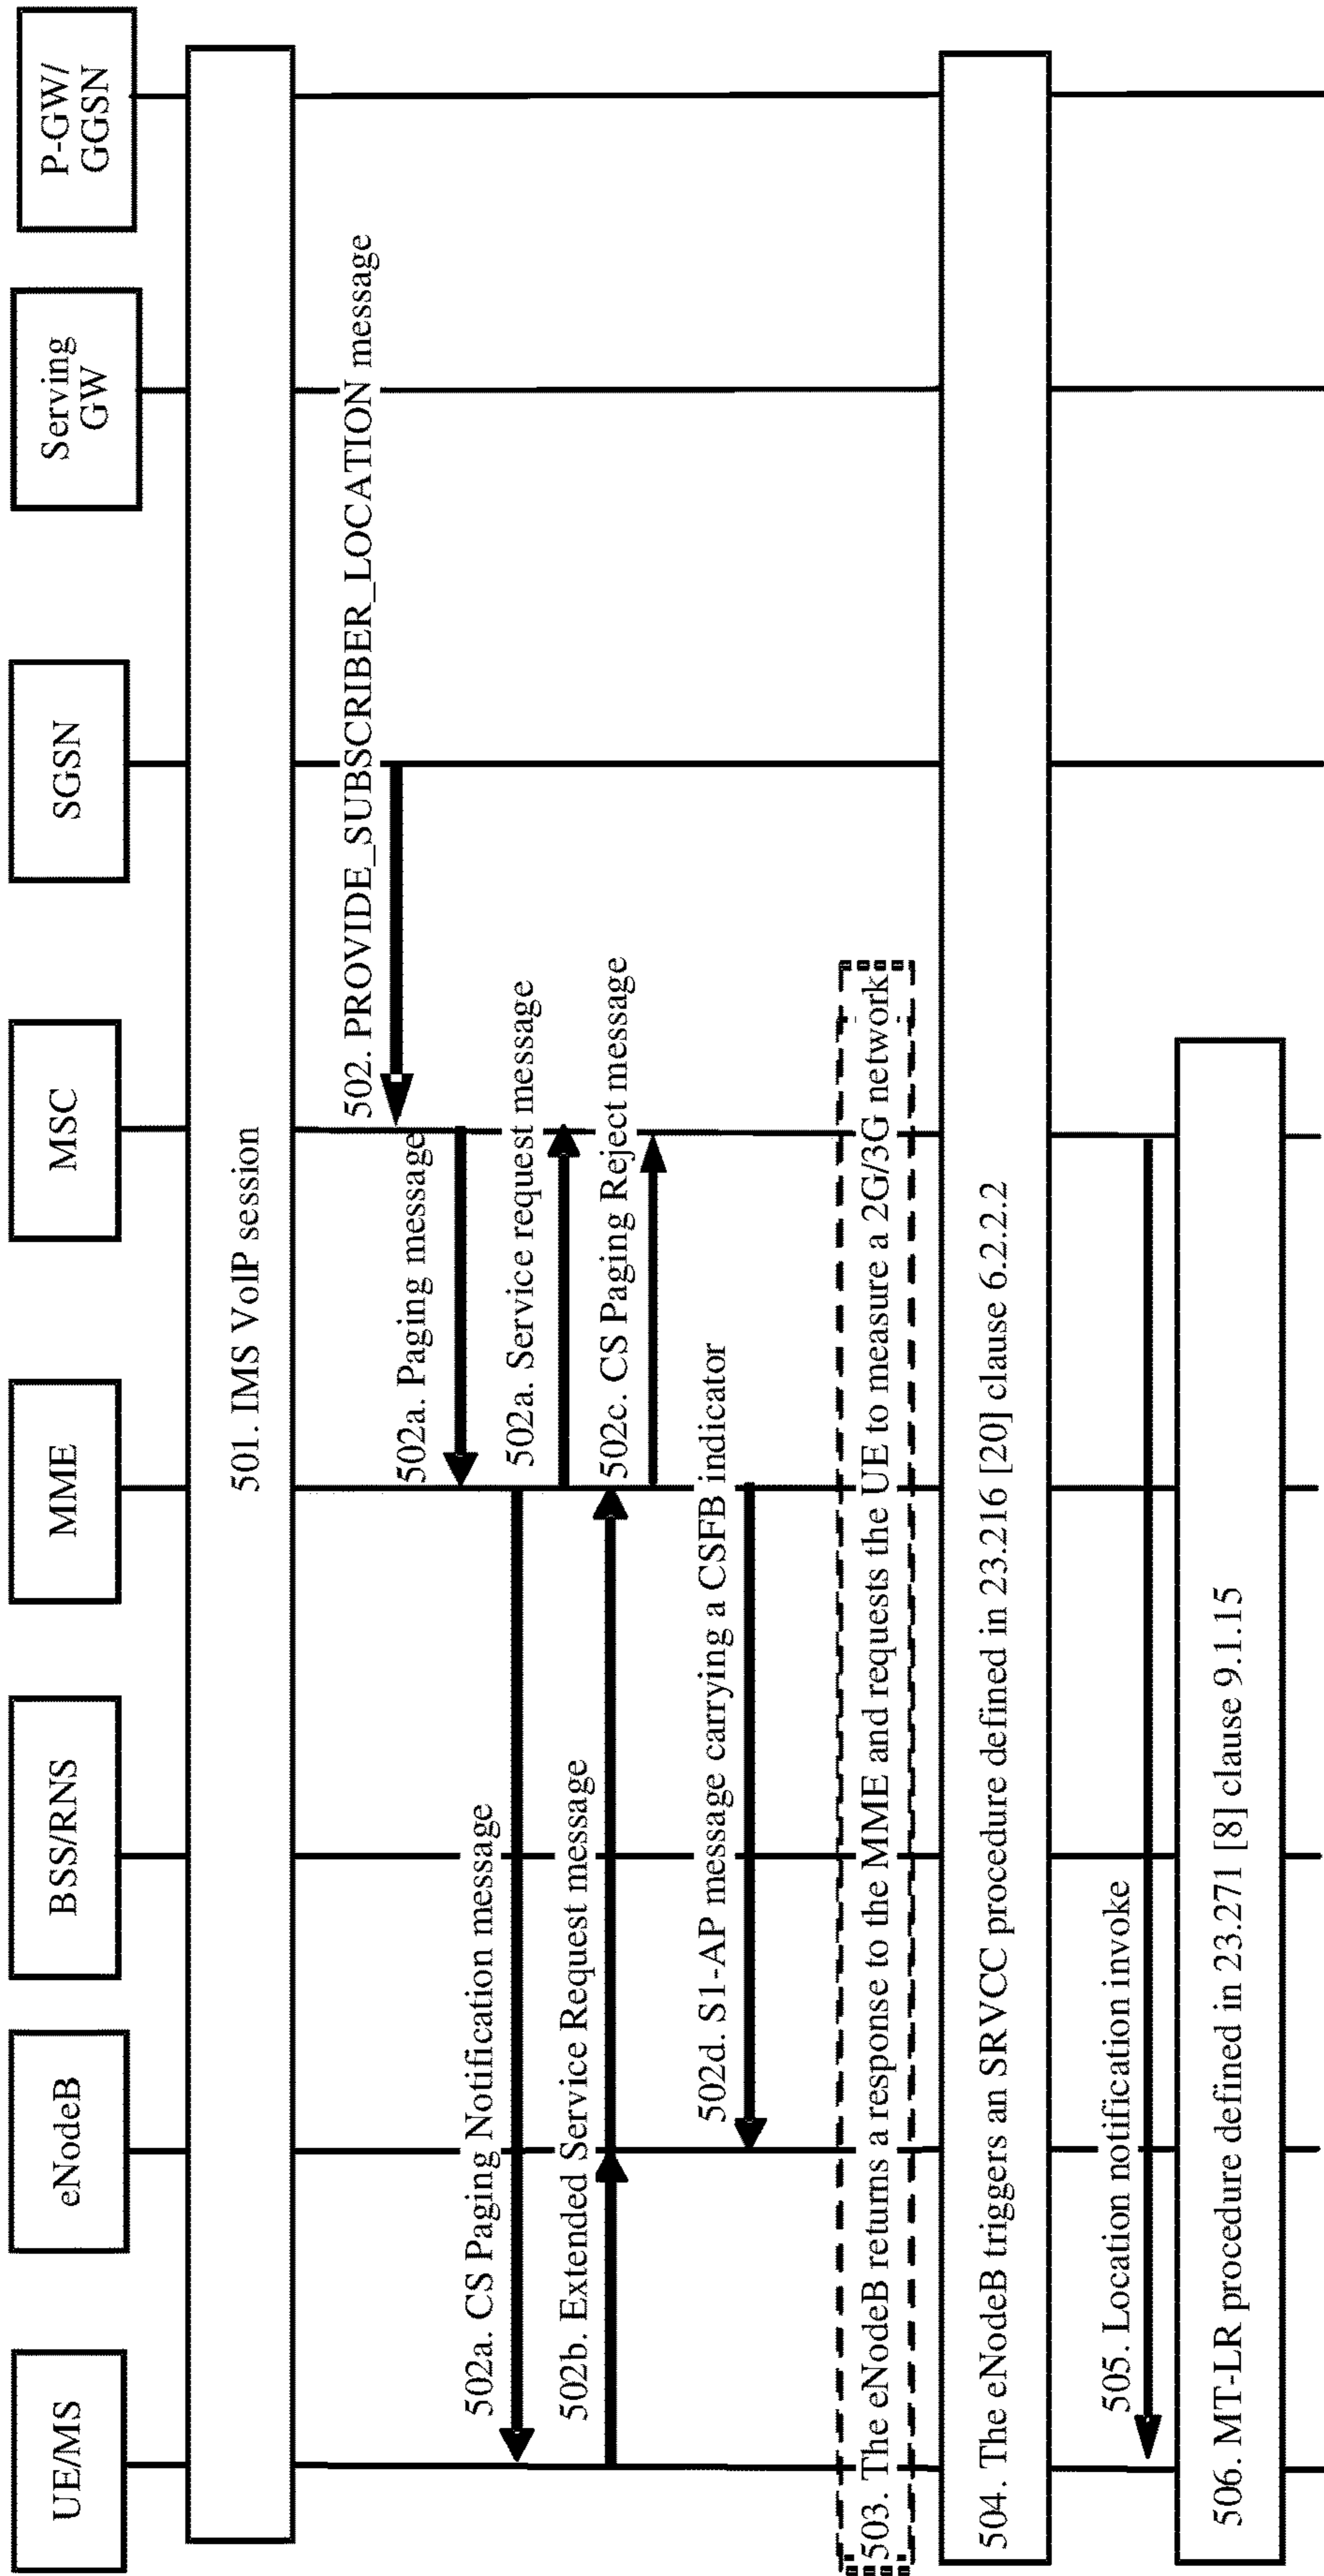 UE/MS
eNodeB
BSS/RNS
MME
MSC
SGSN
Serving
GW
P-GW/
GGSN
501. IMS VoIP session
502. PROVIDE_SUBSCRIBER_LOCATION message
502a. Paging message
502a. CS Paging Notification message
502a. Service request message
502b. Extended Service Request message
502c. CS Paging Reject message
502d. S1-AP message carrying a CSFB indicator
503. The eNodeB returns a response to the MME and requests the UE to measure a 2G/3G network
504. The eNodeB triggers an SRVCC procedure defined in 23.216 [20] clause 6.2.2.2
505. Location notification invoke
506. MT-LR procedure defined in 23.271 [8] clause 9.1.15